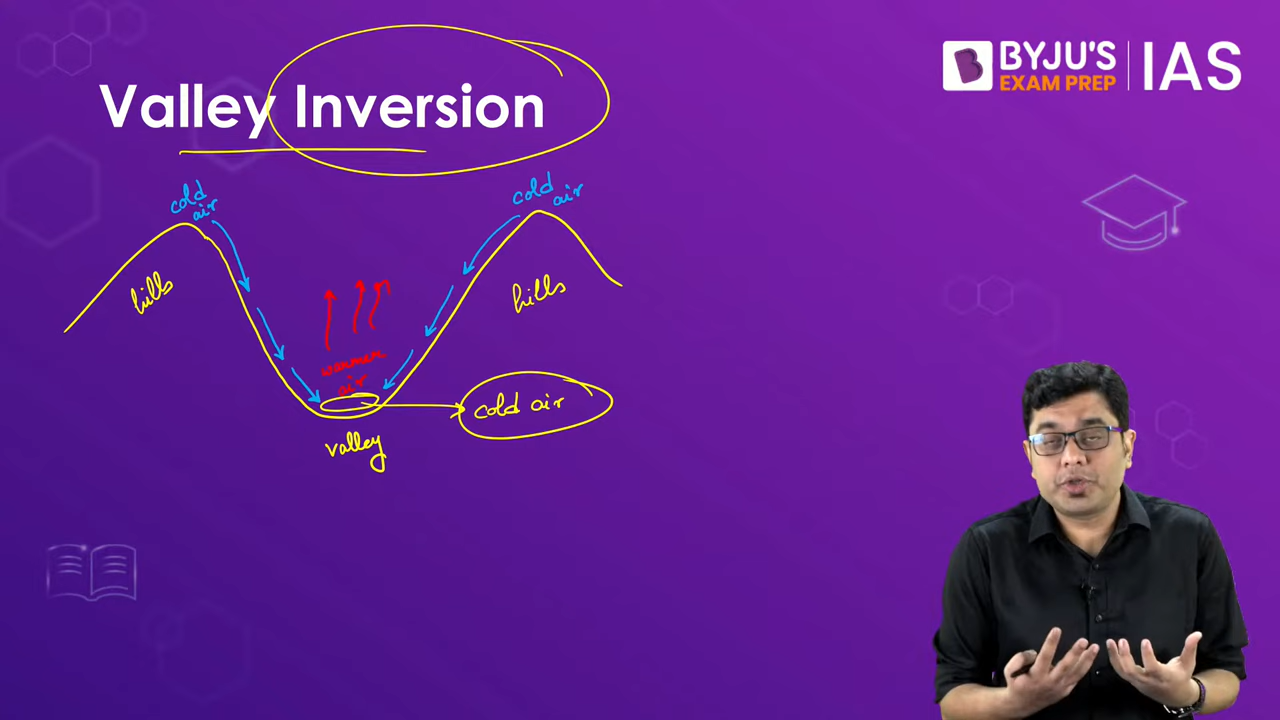 Valley Inversion
BYJU'S
EXAM PREP
IAS
cold
air
cold
air
hills
hills
warmer
air
cold air
valley